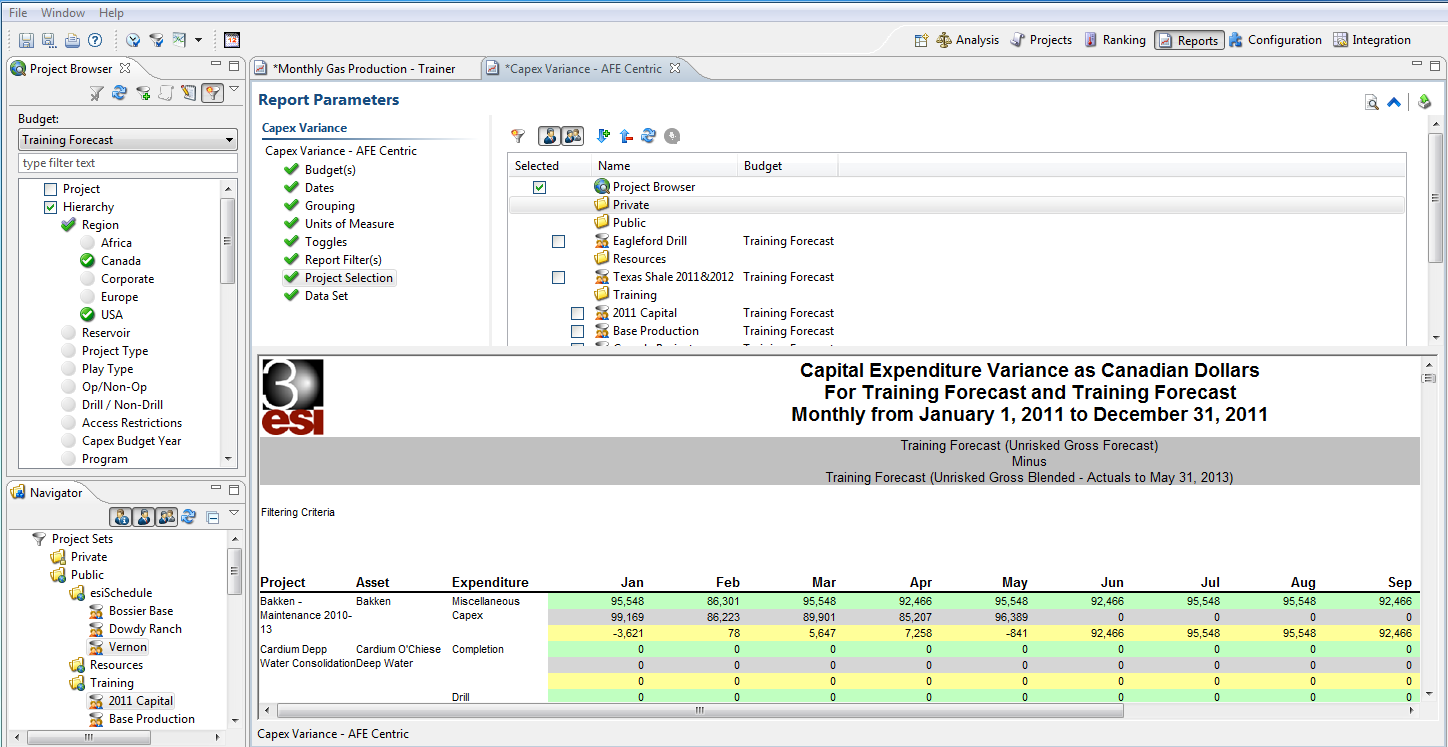 File Window Help
Analysis Projects Ranking Reports Configuration Integration
Project Browser
Budget:
Training Forecast
type filter text
Project
Hierarchy
Region
Africa
Canada
Corporate
Europe
USA
Reservoir
Project Type
Play Type
Op/Non-Op
Drill / Non-Drill
Access Restrictions
Capex Budget Year
Program
Navigator
Project Sets
Private
Public
esiSchedule
Bossier Base
Dowdy Ranch
Vernon
Resources
Training
2011 Capital
Base Production
*Monthly Gas Production - Trainer
*Capex Variance - AFE Centric
Report Parameters
Capex Variance
Capex Variance - AFE Centric
Budget(s)
Dates
Grouping
Units of Measure
Toggles
Report Filter(s)
Project Selection
Data Set
Selected Name Budget
Project Browser
Private
Public
Eagleford Drill Training Forecast
Resources
Texas Shale 2011&2012 Training Forecast
Training
2011 Capital Training Forecast
Base Production Training Forecast
3
esi
Capital Expenditure Variance as Canadian Dollars
For Training Forecast and Training Forecast
Monthly from January 1, 2011 to December 31, 2011
Training Forecast (Unrisked Gross Forecast)
Minus
Training Forecast (Unrisked Gross Blended - Actuals to May 31, 2013)
Filtering Criteria
Project Asset Expenditure Jan Feb Mar Apr May Jun Jul Aug Sep
Bakken - Bakken Miscellaneous 95,548 86,301 95,548 92,466 95,548 92,466 95,548 95,548 92,466
Maintenance 2010- Capex 99,169 86,223 89,901 85,207 96,389 0 0 0 0
13 -3,621 78 5,647 7,258 -841 92,466 95,548 95,548 92,466
Cardium Depp Cardium O'Chiese Completion 0 0 0 0 0 0 0 0 0
Water Consolidation Deep Water 0 0 0 0 0 0 0 0 0
0 0 0 0 0 0 0 0 0
Drill 0 0 0 0 0 0 0 0 0
Capex Variance - AFE Centric